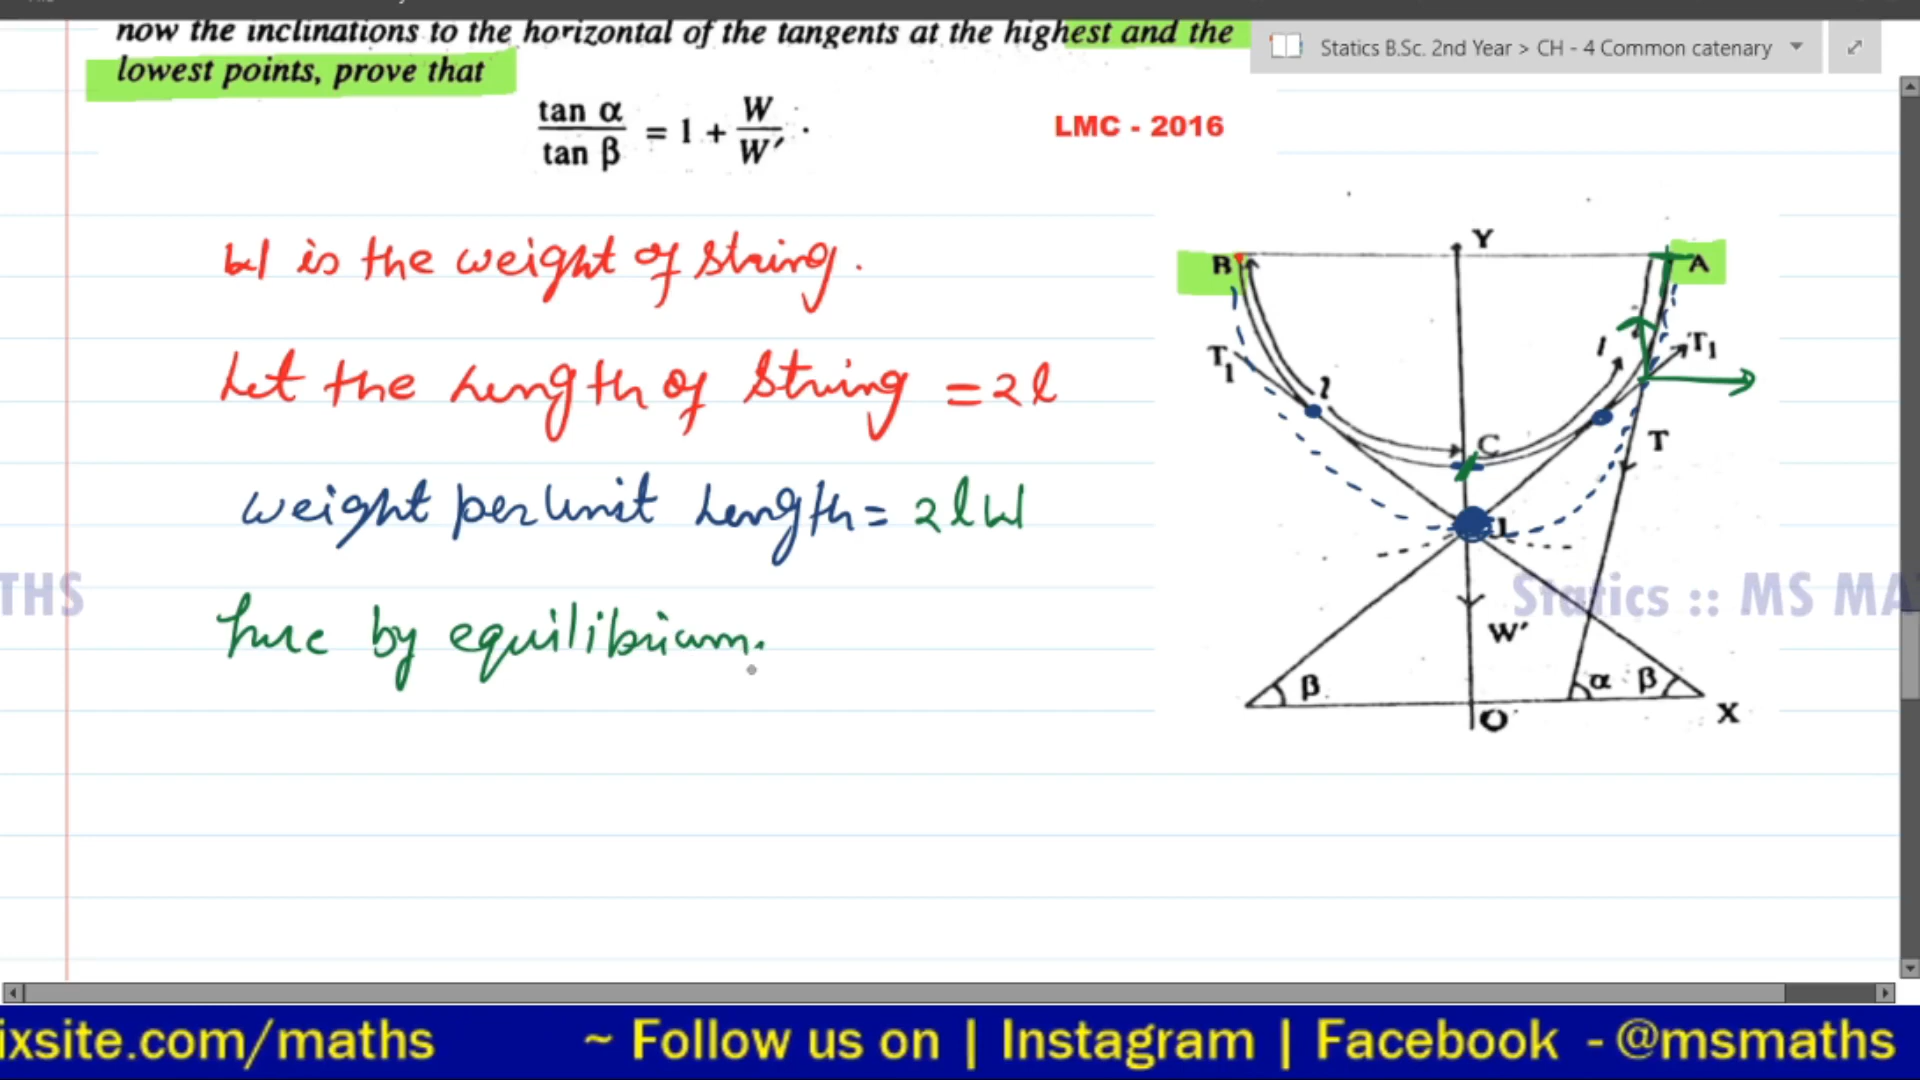 now the inclinations to the horizontal of the tangents at the highest and the
lowest points, prove that
tan α / tan β = 1 + W / W′ .
LMC - 2016
Statics B.Sc. 2nd Year > CH - 4 Common catenary
W is the weight of string.
Let the Length of String = 2l
weight per unit Length = 2lW
here by equilibrium.
Y
B
A
T1
l
l
T1
C
T
W′
β
α
β
O
X
THS
Statics :: MS MA
ixsite.com/maths ~ Follow us on | Instagram | Facebook - @msmaths